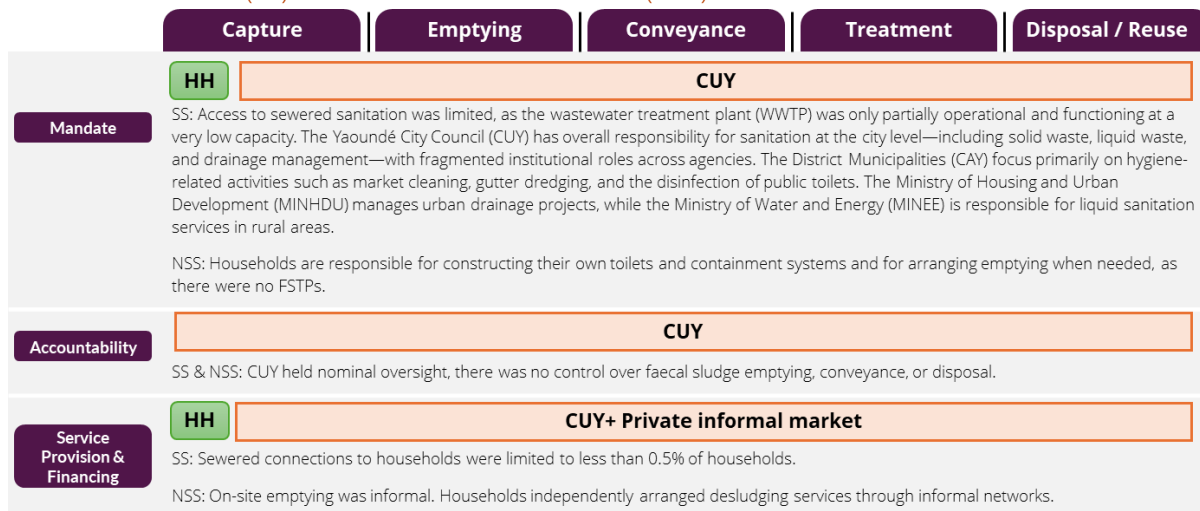 Capture
Emptying
Conveyance
Treatment
Disposal / Reuse
Mandate
HH
CUY
SS: Access to sewered sanitation was limited, as the wastewater treatment plant (WWTP) was only partially operational and functioning at a
very low capacity. The Yaoundé City Council (CUY) has overall responsibility for sanitation at the city level—including solid waste, liquid waste,
and drainage management—with fragmented institutional roles across agencies. The District Municipalities (CAY) focus primarily on hygiene-
related activities such as market cleaning, gutter dredging, and the disinfection of public toilets. The Ministry of Housing and Urban
Development (MINHDU) manages urban drainage projects, while the Ministry of Water and Energy (MINEE) is responsible for liquid sanitation
services in rural areas.
NSS: Households are responsible for constructing their own toilets and containment systems and for arranging emptying when needed, as
there were no FSTPs.
Accountability
CUY
SS & NSS: CUY held nominal oversight, there was no control over faecal sludge emptying, conveyance, or disposal.
Service
Provision &
Financing
HH
CUY+ Private informal market
SS: Sewered connections to households were limited to less than 0.5% of households.
NSS: On-site emptying was informal. Households independently arranged desludging services through informal networks.